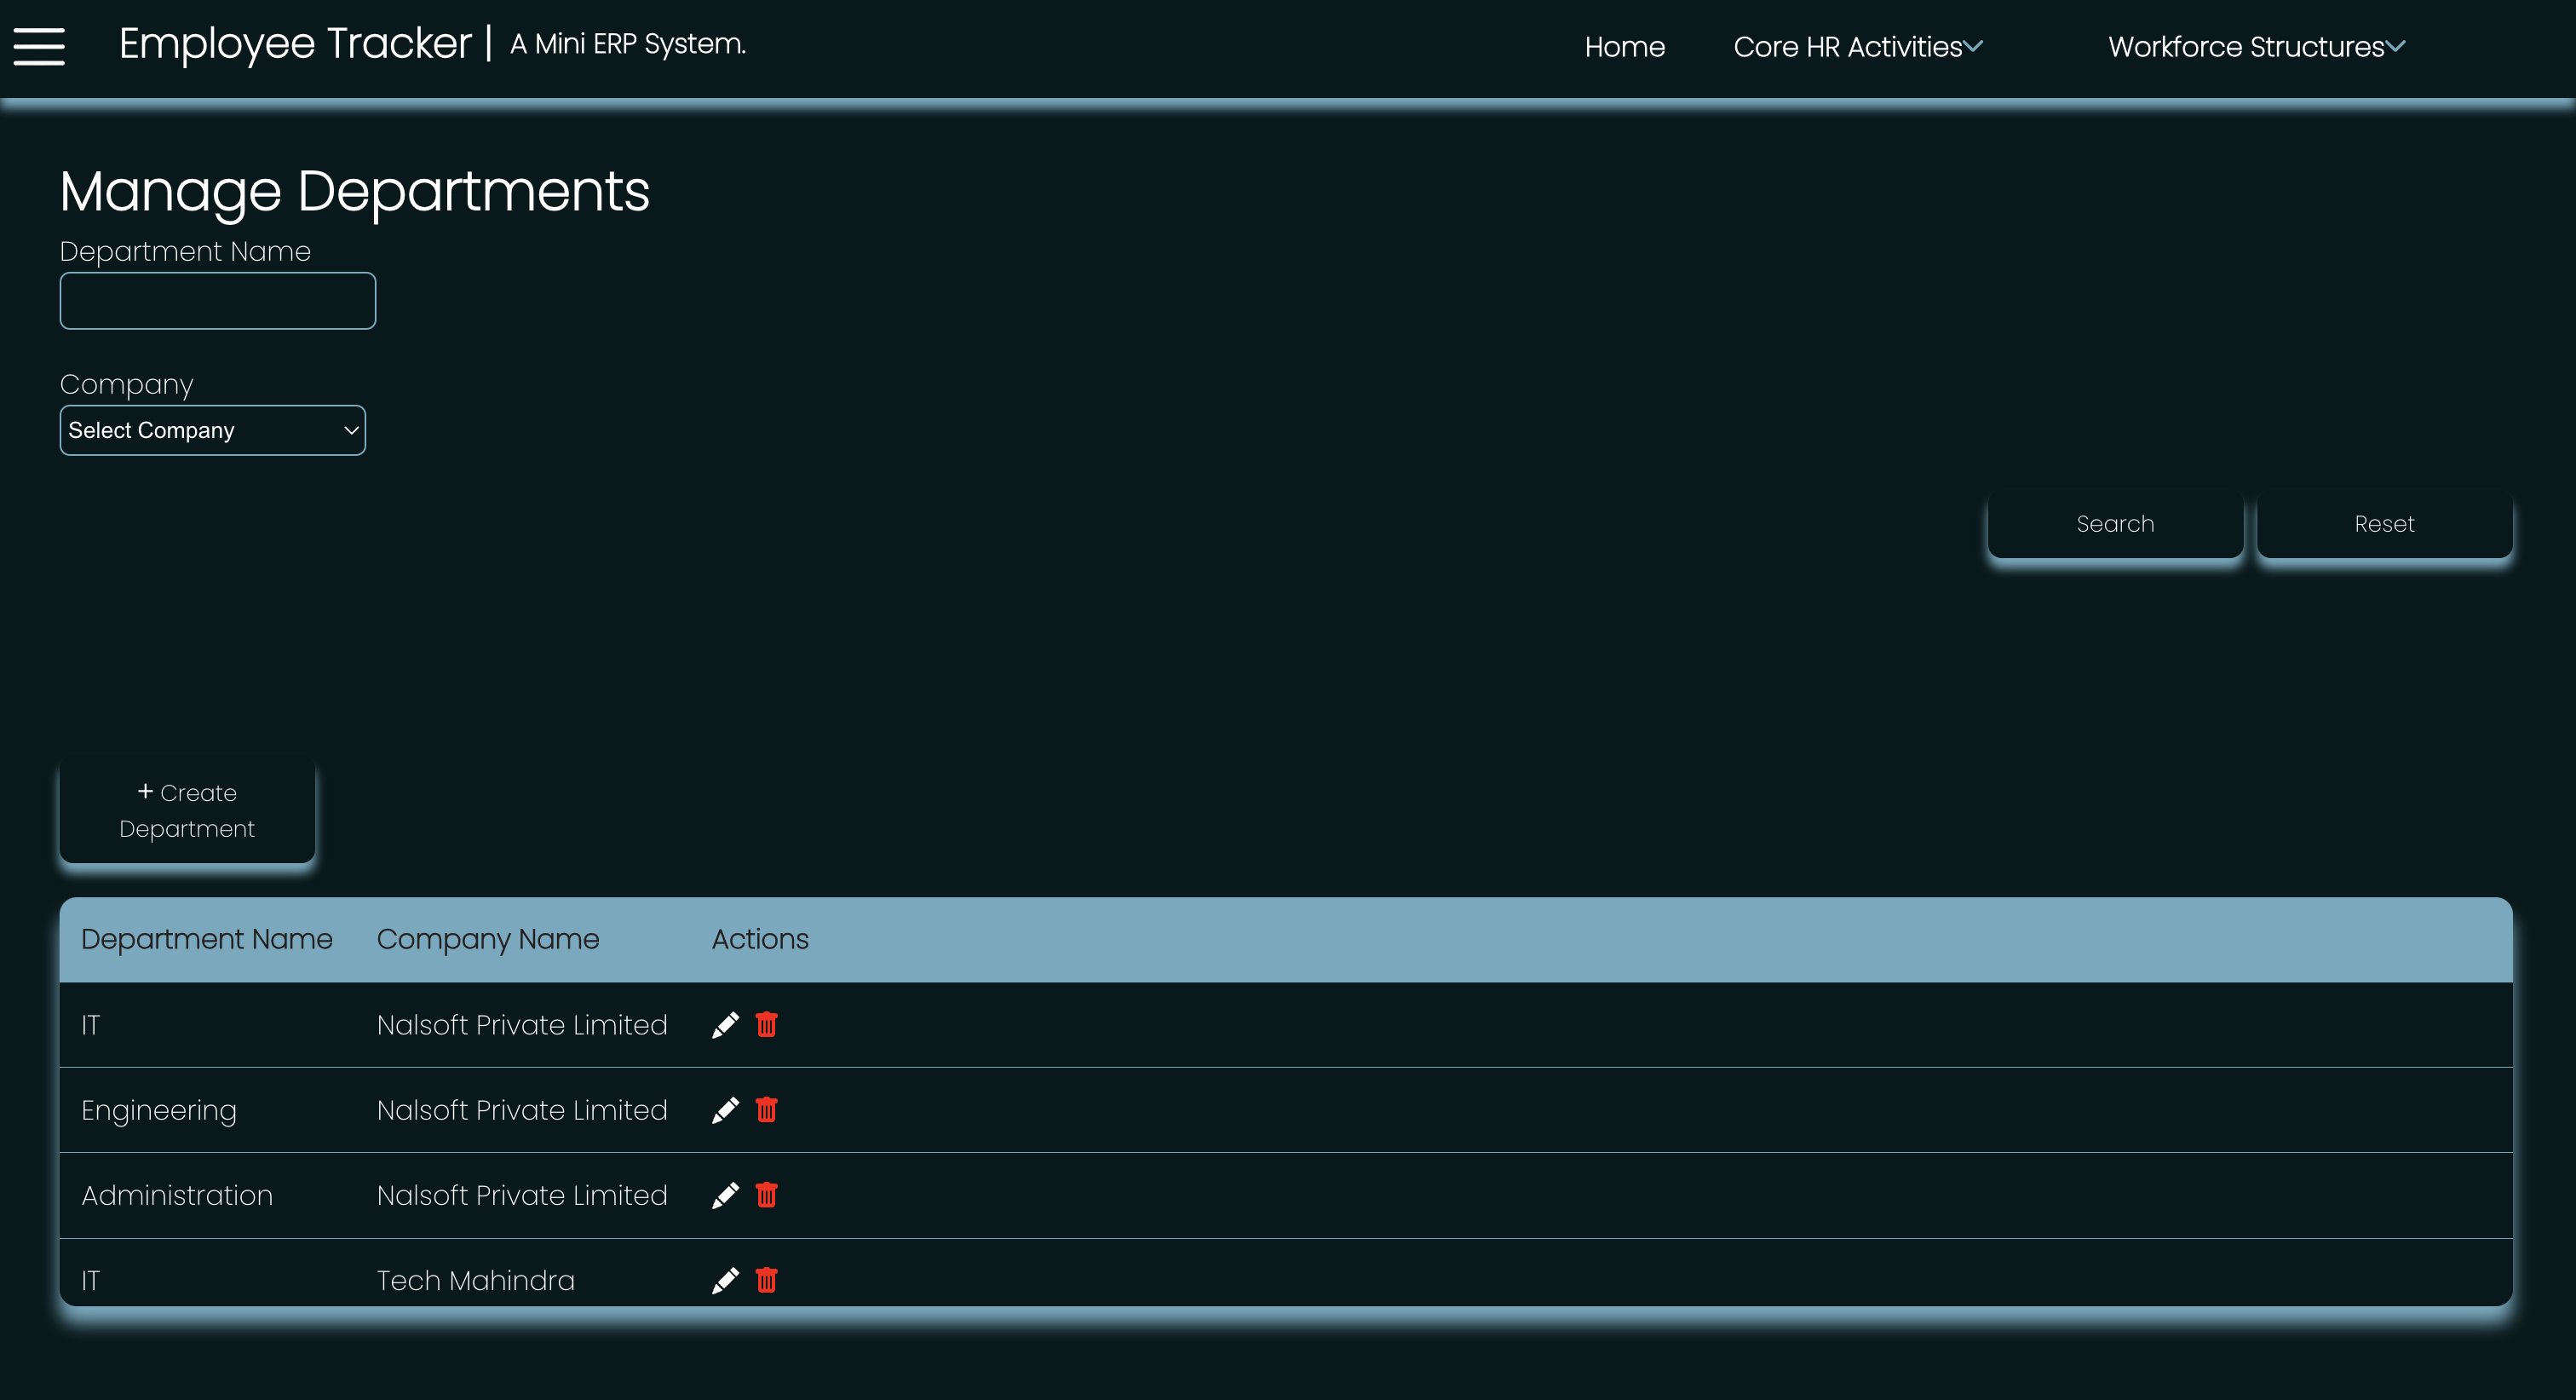 Employee Tracker | A Mini ERP System.
Home
Core HR Activities
Workforce Structures
Manage Departments
Department Name
Company
Select Company
Search
Reset
+ Create
Department
Department Name Company Name Actions
IT Nalsoft Private Limited
Engineering Nalsoft Private Limited
Administration Nalsoft Private Limited
IT Tech Mahindra